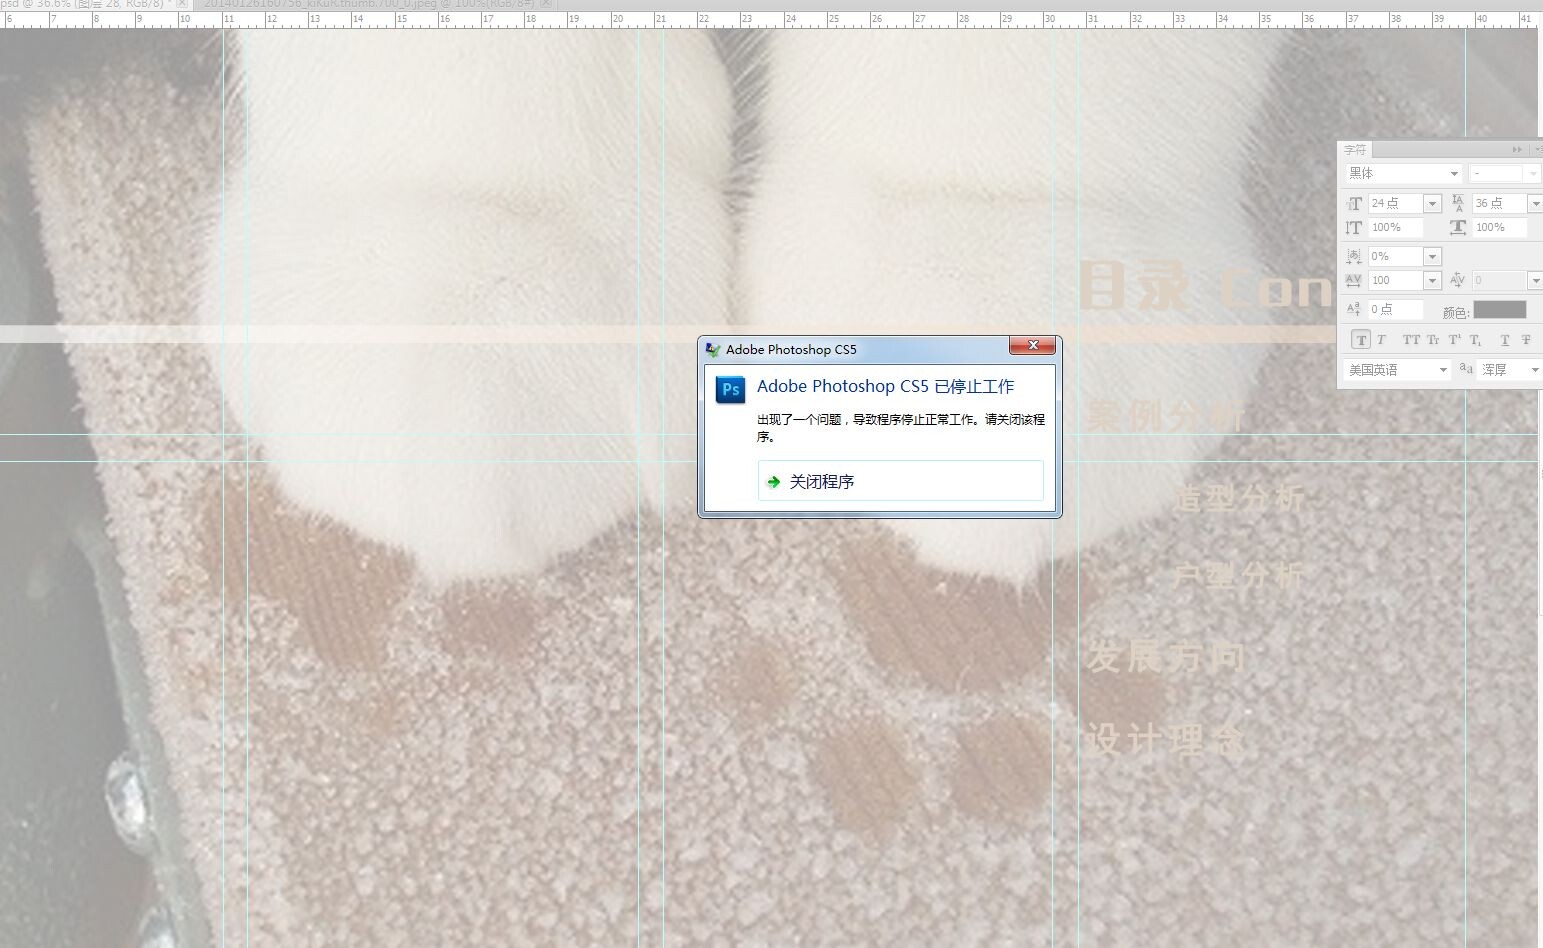 psd @ 36.6% (图层 28, RGB/8) *
20140126160756_kiKuR.thumb.700_0.jpeg @ 100%(RGB/8#)
6 7 8 9 10 11 12 13 14 15 16 17 18 19 20 21 22 23 24 25 26 27 28 29 30 31 32 33 34 35 36 37 38 39 40 41
字符
黑体
-
24 点
36 点
100%
100%
0%
100
0
0 点
颜色:
T T TT Tr T¹ T₁ T T
美国英语
aa
浑厚
目录 Con
Adobe Photoshop CS5
Ps
Adobe Photoshop CS5 已停止工作
出现了一个问题，导致程序停止正常工作。请关闭该程
序。
关闭程序
案例分析
造型分析
户型分析
发展方向
设计理念